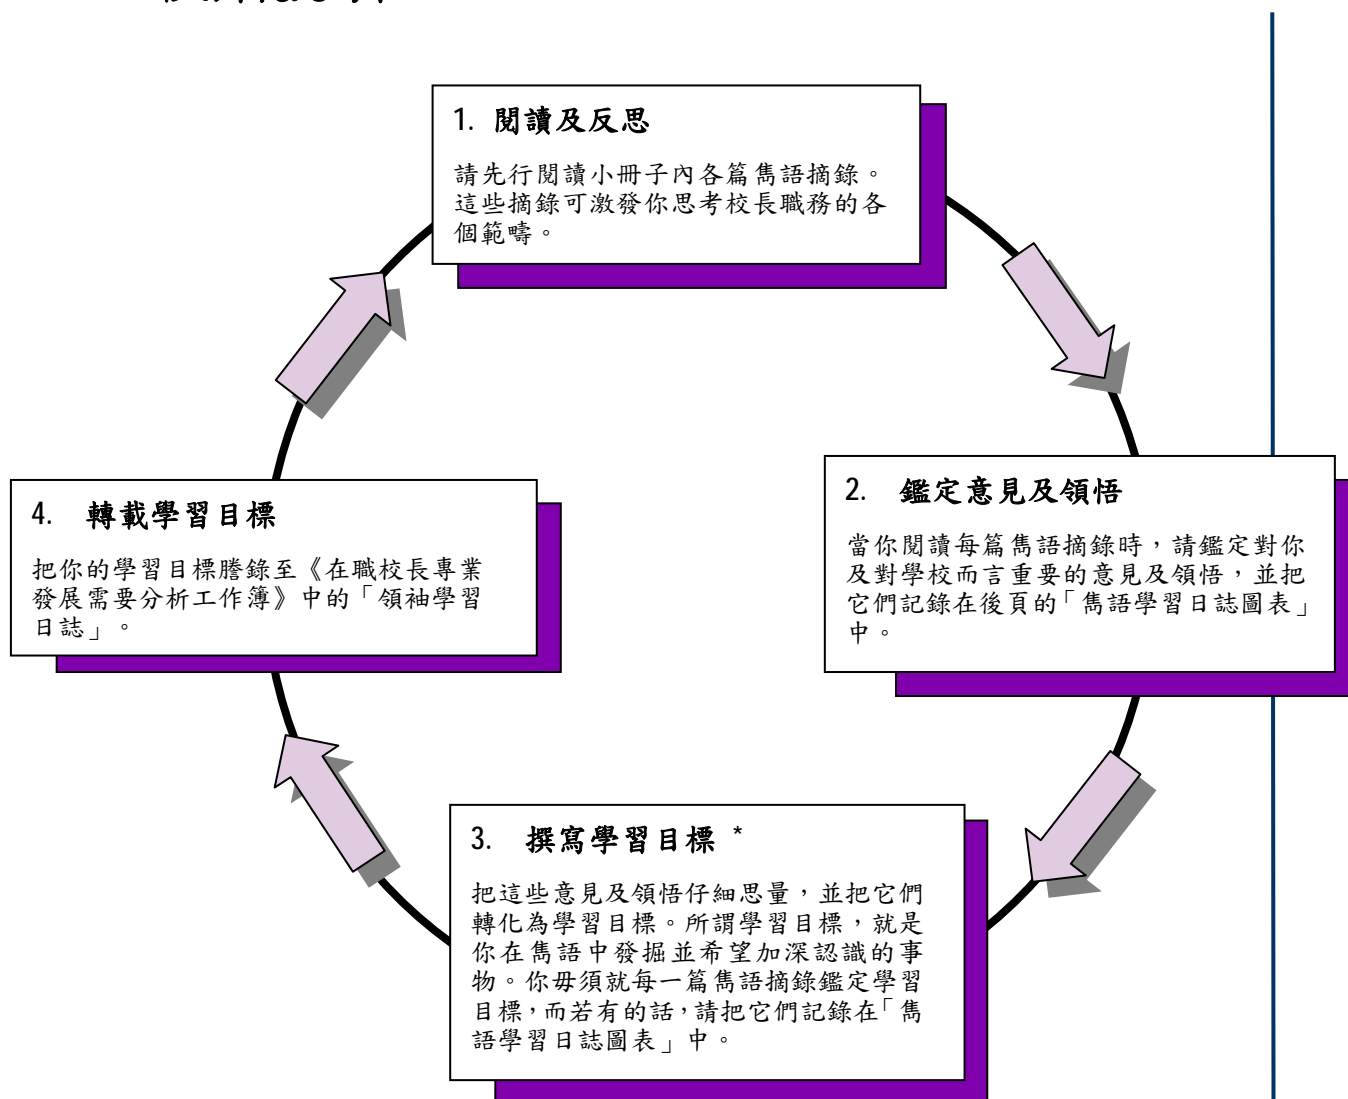 1. 閱讀及反思
請先行閱讀小冊子內各篇雋語摘錄。
這些摘錄可激發你思考校長職務的各
個範疇。
2. 鑑定意見及領悟
當你閱讀每篇雋語摘錄時，請鑑定對你
及對學校而言重要的意見及領悟，並把
它們記錄在後頁的「雋語學習日誌圖表」
中。
3. 撰寫學習目標 *
把這些意見及領悟仔細思量，並把它們
轉化為學習目標。所謂學習目標，就是
你在雋語中發掘並希望加深認識的事
物。你毋須就每一篇雋語摘錄鑑定學習
目標，而若有的話，請把它們記錄在「雋
語學習日誌圖表」中。
4. 轉載學習目標
把你的學習目標謄錄至《在職校長專業
發展需要分析工作簿》中的「領袖學習
日誌」。